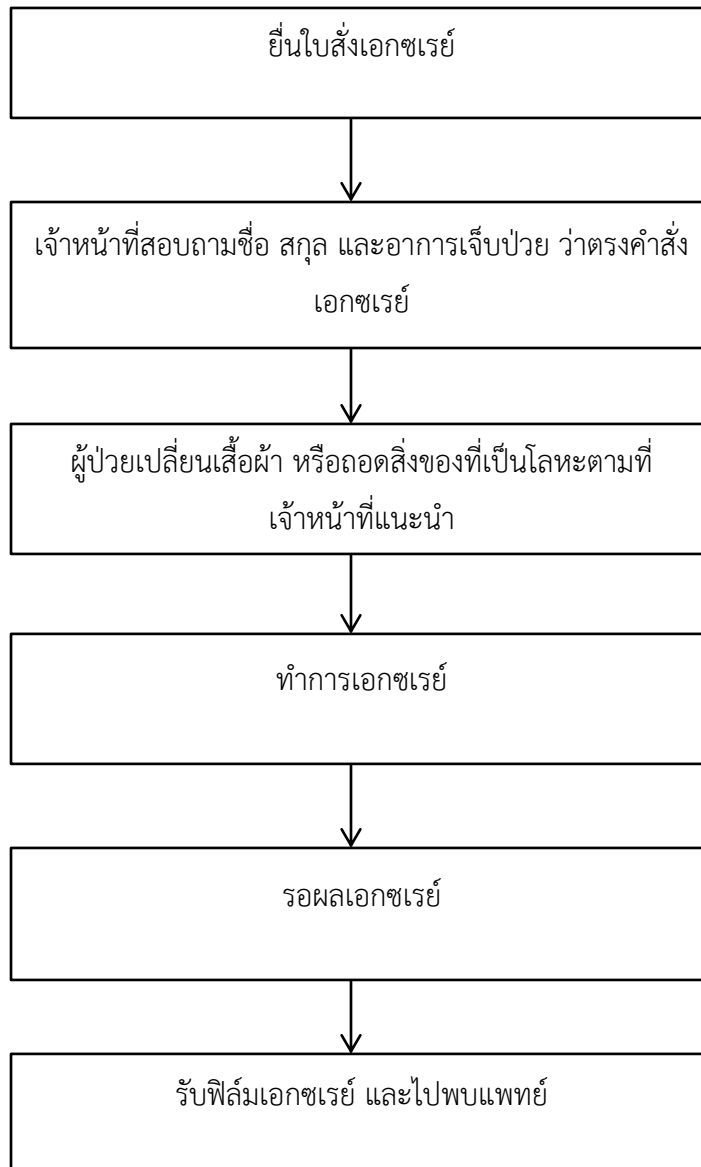 ยื่นใบสั่งเอกซเรย์
เจ้าหน้าที่สอบถามชื่อ สกุล และอาการเจ็บป่วย ว่าตรงคำสั่ง
เอกซเรย์
ผู้ป่วยเปลี่ยนเสื้อผ้า หรือถอดสิ่งของที่เป็นโลหะตามที่
เจ้าหน้าที่แนะนำ
ทำการเอกซเรย์
รอผลเอกซเรย์
รับฟิล์มเอกซเรย์ และไปพบแพทย์